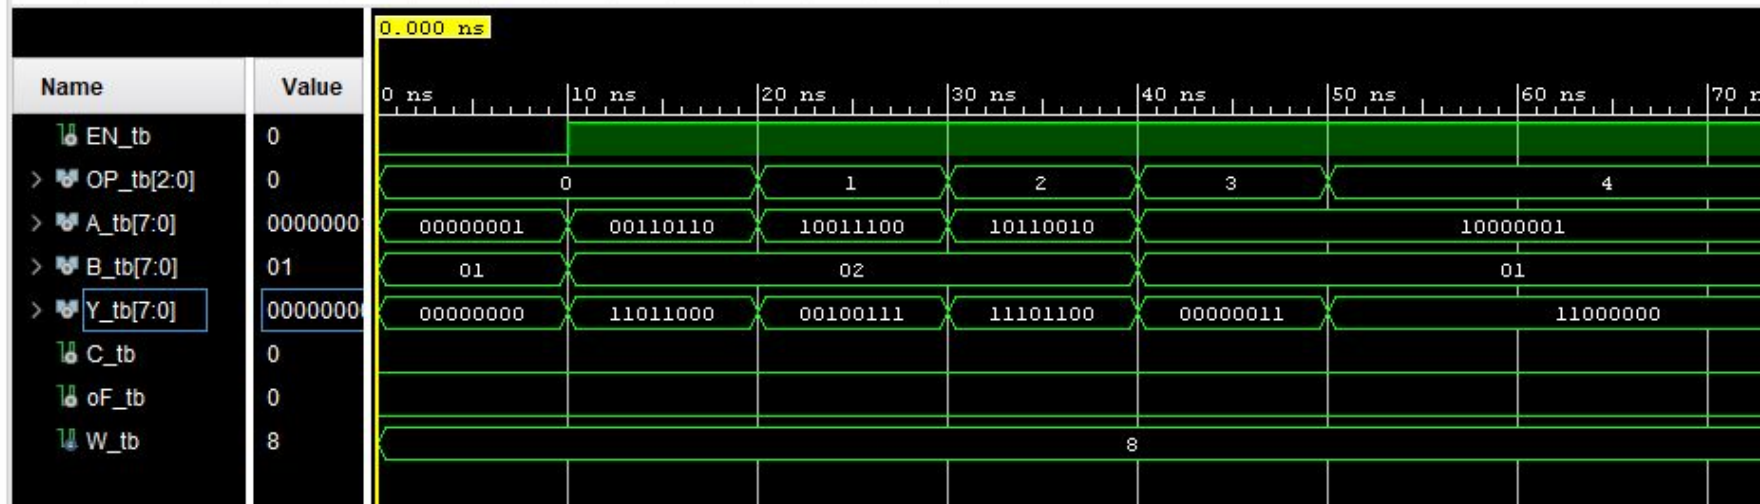 0.000 ns
Name Value 0 ns 10 ns 20 ns 30 ns 40 ns 50 ns 60 ns 70 n
EN_tb 0
OP_tb[2:0] 0 0 1 2 3 4
A_tb[7:0] 00000000 00000001 00110110 10011100 10110010 10000001
B_tb[7:0] 01 01 02 01
Y_tb[7:0] 00000000 00000000 11011000 00100111 11101100 00000011 11000000
C_tb 0
oF_tb 0
W_tb 8 8